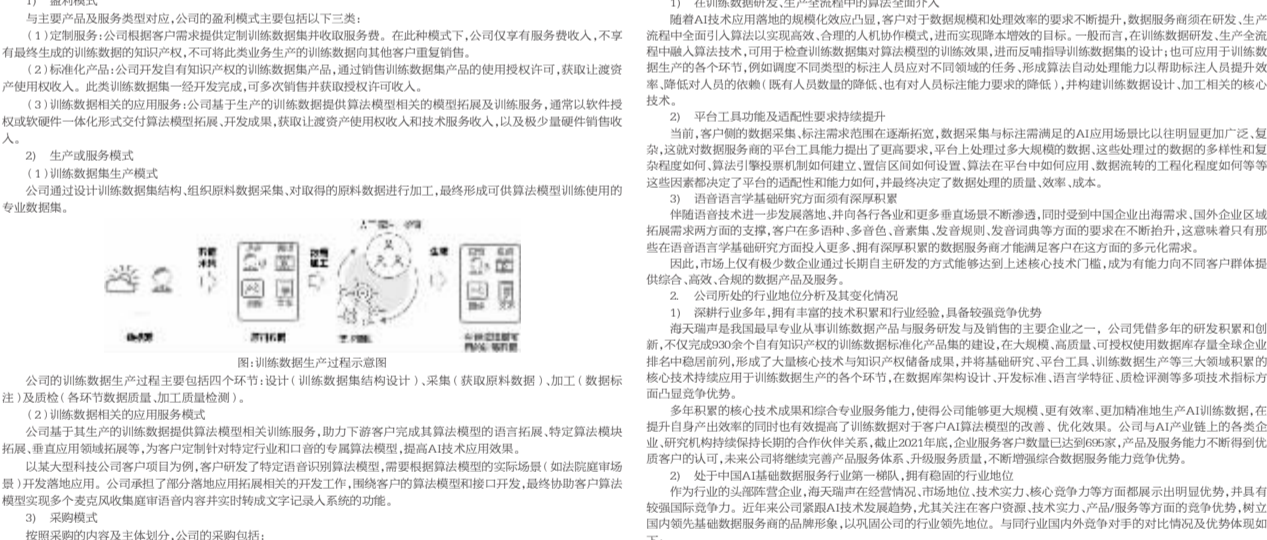 1) 盈利模式
与主要产品及服务类型对应,公司的盈利模式主要包括以下三类:
(1)定制服务:公司根据客户需求提供定制训练数据集并收取服务费。在此种模式下,公司仅享有服务费收入,不享
有最终生成的训练数据的知识产权,不可将此类业务生产的训练数据向其他客户重复销售。
(2)标准化产品:公司开发自有知识产权的训练数据集产品,通过销售训练数据集产品的使用授权许可,获取让渡资
产使用权收入。此类训练数据集一经开发完成,可多次销售并获取授权许可收入。
(3)训练数据相关的应用服务:公司基于生产的训练数据提供算法模型相关的模型拓展及训练服务,通常以软件授
权或软硬件一体化形式交付算法模型拓展、开发成果,获取让渡资产使用权收入和技术服务收入,以及极少量硬件销售收
入。
2) 生产或服务模式
(1)训练数据集生产模式
公司通过设计训练数据集结构、组织原料数据采集、对取得的原料数据进行加工,最终形成可供算法模型训练使用的
专业数据集。
图:训练数据生产过程示意图
公司的训练数据生产过程主要包括四个环节:设计(训练数据集结构设计)、采集(获取原料数据)、加工(数据标
注)及质检(各环节数据质量、加工质量检测)。
(2)训练数据相关的应用服务模式
公司基于其生产的训练数据提供算法模型相关训练服务,助力下游客户完成其算法模型的语言拓展、特定算法模块
拓展、垂直应用领域拓展等,为客户定制针对特定行业和口音的专属算法模型,提高AI技术应用效果。
以某大型科技公司客户项目为例,客户研发了特定语音识别算法模型,需要根据算法模型的实际场景(如法院庭审场
景)开发落地应用。公司承担了部分落地应用拓展相关的开发工作,围绕客户的算法模型和接口开发,最终协助客户算法
模型实现多个麦克风收集庭审语音内容并实时转成文字记录入系统的功能。
3) 采购模式
按照采购的内容及主体划分,公司的采购包括:
1) 在训练数据研发、生产全流程中的算法全面介入
随着AI技术应用落地的规模化效应凸显,客户对于数据规模和处理效率的要求不断提升,数据服务商须在研发、生产
流程中全面引入算法以实现高效、合理的人机协作模式,进而实现降本增效的目标。一般而言,在训练数据研发、生产全流
程中融入算法技术,可用于检查训练数据集对算法模型的训练效果,进而反哺指导训练数据集的设计;也可应用于训练数
据生产的各个环节,例如调度不同类型的标注人员应对不同领域的任务、形成算法自动处理能力以帮助标注人员提升效
率、降低对人员的依赖(既有人员数量的降低、也有对人员标注能力要求的降低),并构建训练数据设计、加工相关的核心
技术。
2) 平台工具功能及适配性要求持续提升
当前,客户侧的数据采集、标注需求范围在逐渐拓宽,数据采集与标注需满足的AI应用场景比以往明显更加广泛、复
杂,这就对数据服务商的平台工具能力提出了更高要求,平台上处理过多大规模的数据、这些处理过的数据的多样性和复
杂程度如何、算法引擎投票机制如何建立、置信区间如何设置、算法在平台中如何应用、数据流转的工程化程度如何等等
这些因素都决定了平台的适配性和能力如何,并最终决定了数据处理的质量、效率、成本。
3) 语音语言学基础研究方面须有深厚积累
伴随语音技术进一步发展落地、并向各行各业和更多垂直场景不断渗透,同时受到中国企业出海需求、国外企业区域
拓展需求两方面的支撑,客户在多语种、多音色、音素集、发音规则、发音词典等方面的要求在不断抬升,这意味着只有那
些在语音语言学基础研究方面投入更多、拥有深厚积累的数据服务商才能满足客户在这方面的多元化需求。
因此,市场上仅有极少数企业通过长期自主研发的方式能够达到上述核心技术门槛,成为有能力向不同客户群体提
供综合、高效、合规的数据产品及服务。
2. 公司所处的行业地位分析及其变化情况
1) 深耕行业多年,拥有丰富的技术积累和行业经验,具备较强竞争优势
海天瑞声是我国最早专业从事训练数据产品与服务研发与及销售的主要企业之一,公司凭借多年的研发积累和创
新,不仅完成930余个自有知识产权的训练数据标准化产品集的建设,在大规模、高质量、可授权使用数据库存量全球企业
排名中稳居前列,形成了大量核心技术与知识产权储备成果,并将基础研究、平台工具、训练数据生产等三大领域积累的
核心技术持续应用于训练数据生产的各个环节,在数据库架构设计、开发标准、语言学特征、质检评测等多项技术指标方
面凸显竞争优势。
多年积累的核心技术成果和综合专业服务能力,使得公司能够更大规模、更有效率、更加精准地生产AI训练数据,在
提升自身产出效率的同时也有效提高了训练数据对于客户AI算法模型的改善、优化效果。公司与AI产业链上的各类企
业、研究机构持续保持长期的合作伙伴关系,截止2021年底,企业服务客户数量已达到695家,产品及服务能力不断得到优
质客户的认可,未来公司将继续完善产品服务体系、升级服务质量,不断增强综合数据服务能力竞争优势。
2) 处于中国AI基础数据服务行业第一梯队,拥有稳固的行业地位
作为行业的头部阵营企业,海天瑞声在经营情况、市场地位、技术实力、核心竞争力等方面都展示出明显优势,并具有
较强国际竞争力。近年来公司紧跟AI技术发展趋势,尤其关注在客户资源、技术实力、产品/服务等方面的竞争优势,树立
国内领先基础数据服务商的品牌形象,以巩固公司的行业领先地位。与同行业国内外竞争对手的对比情况及优势体现如